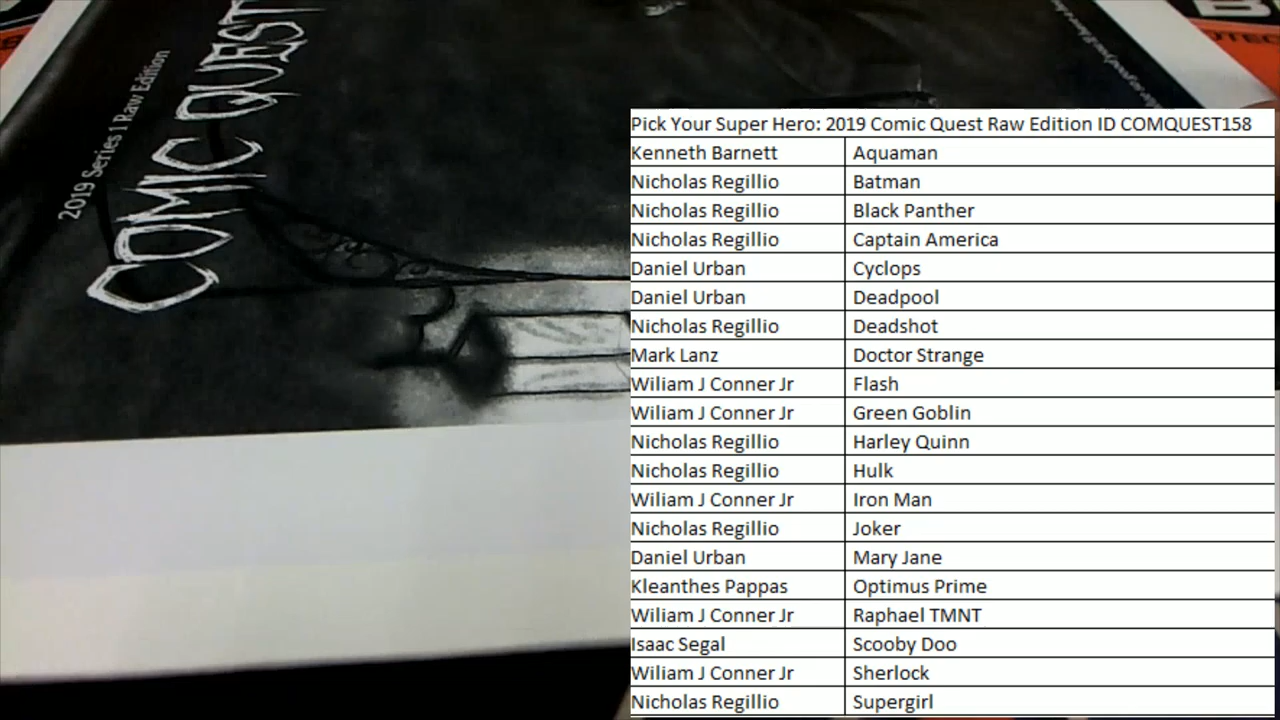 2019 Series 1 Raw Edition
COMIC QUEST
Pick Your Super Hero: 2019 Comic Quest Raw Edition ID COMQUEST158
Kenneth Barnett Aquaman
Nicholas Regillio Batman
Nicholas Regillio Black Panther
Nicholas Regillio Captain America
Daniel Urban Cyclops
Daniel Urban Deadpool
Nicholas Regillio Deadshot
Mark Lanz Doctor Strange
Wiliam J Conner Jr Flash
Wiliam J Conner Jr Green Goblin
Nicholas Regillio Harley Quinn
Nicholas Regillio Hulk
Wiliam J Conner Jr Iron Man
Nicholas Regillio Joker
Daniel Urban Mary Jane
Kleanthes Pappas Optimus Prime
Wiliam J Conner Jr Raphael TMNT
Isaac Segal Scooby Doo
Wiliam J Conner Jr Sherlock
Nicholas Regillio Supergirl